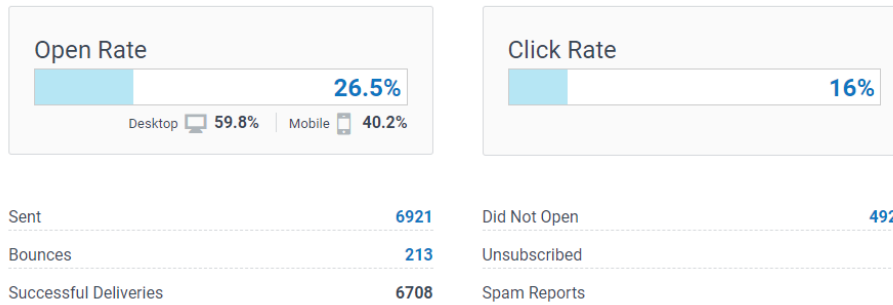 Open Rate
26.5%
Desktop 59.8% Mobile 40.2%
Click Rate
16%
Sent 6921
Bounces 213
Successful Deliveries 6708
Did Not Open 492
Unsubscribed
Spam Reports